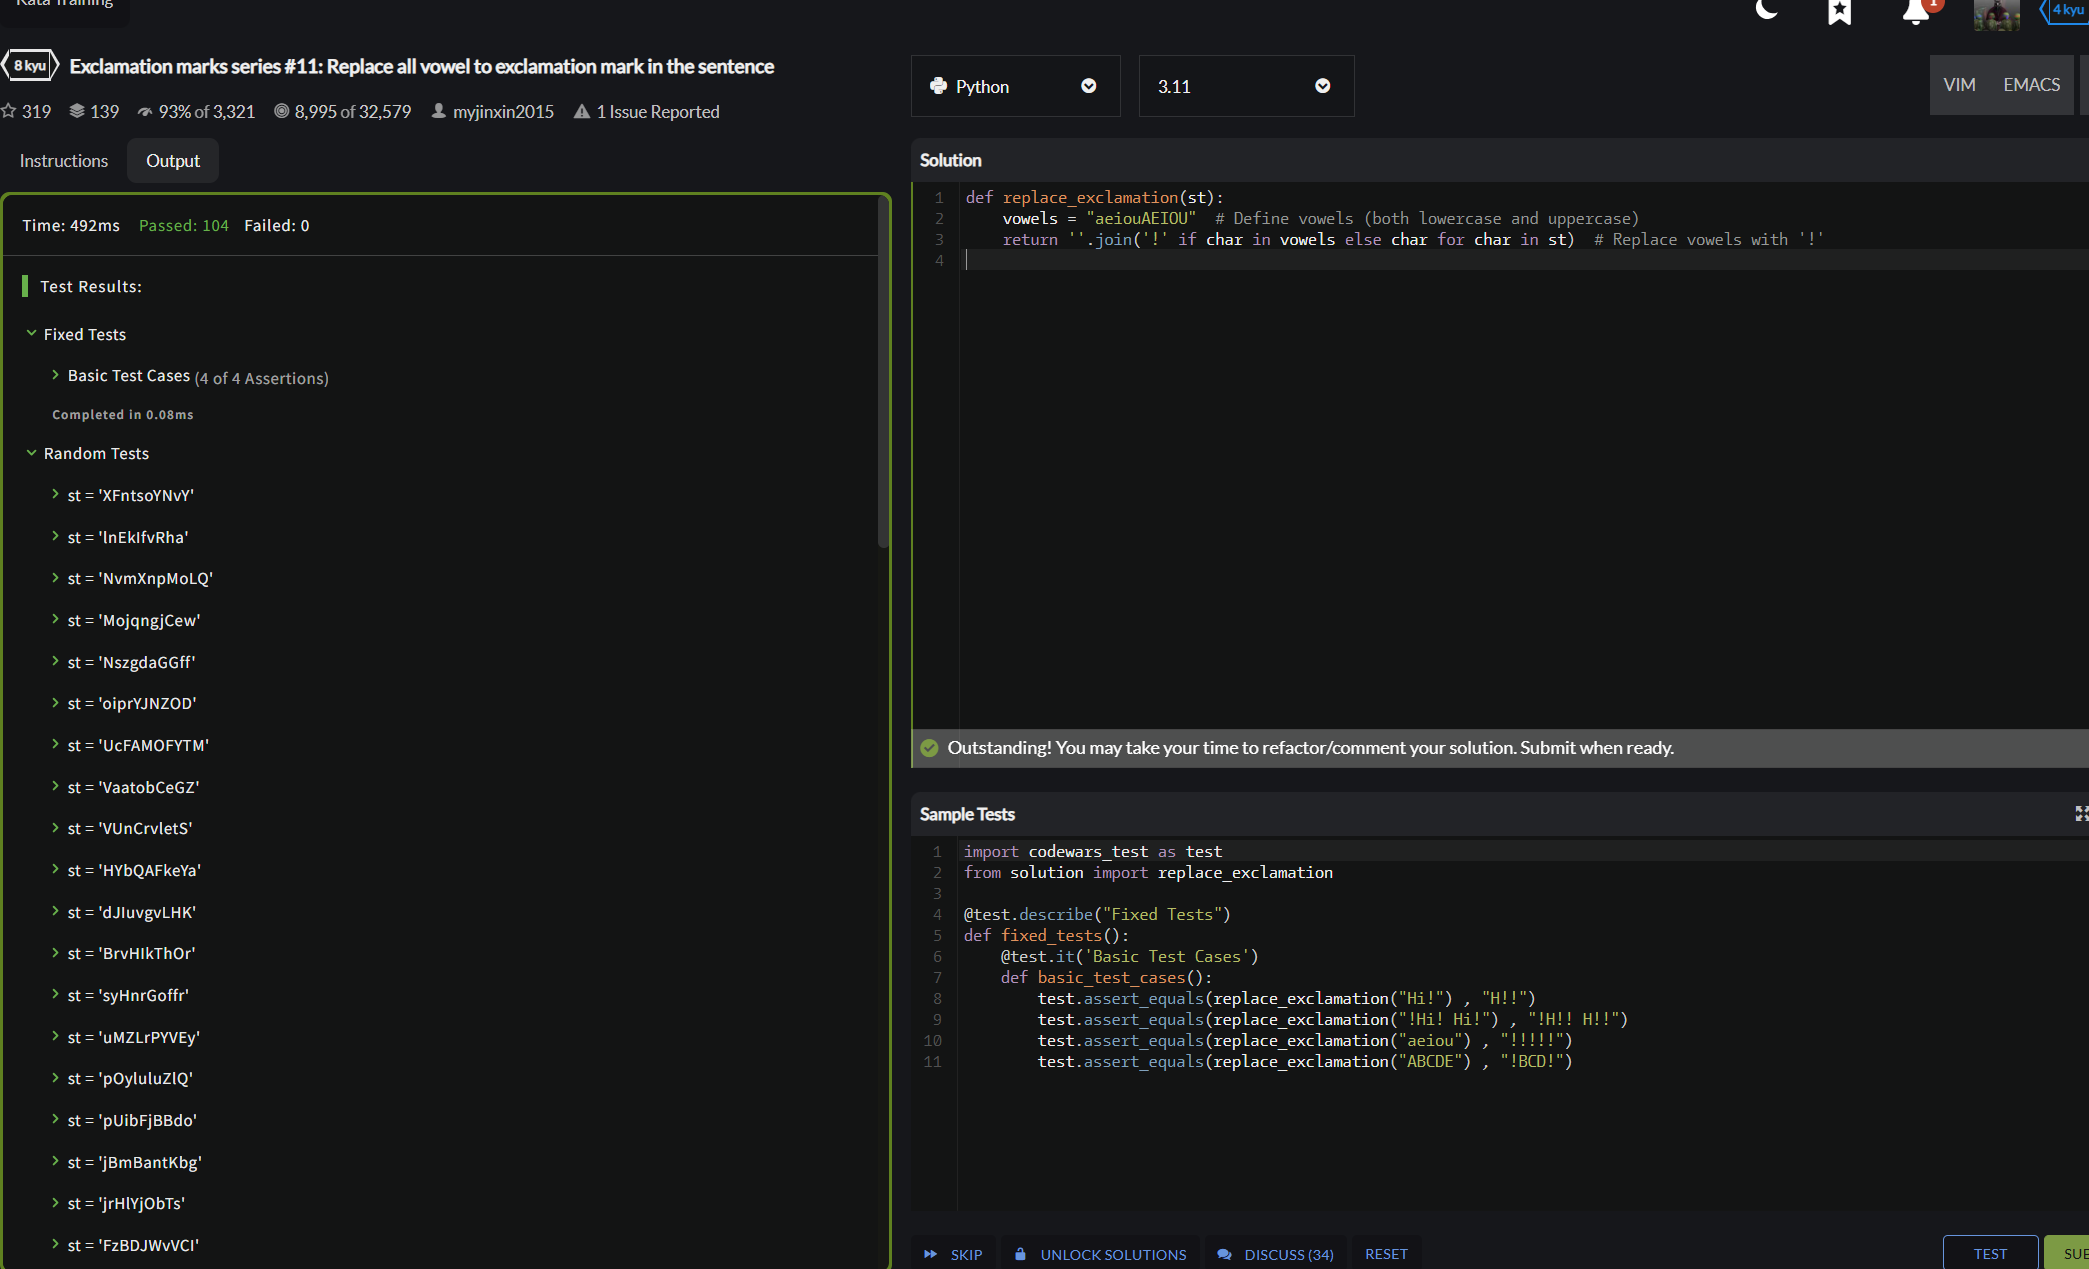 Kata Training
1
4 kyu
8 kyu Exclamation marks series #11: Replace all vowel to exclamation mark in the sentence
319 139 93% of 3,321 8,995 of 32,579 myjinxin2015 1 Issue Reported
Instructions Output
Time: 492ms Passed: 104 Failed: 0
Test Results:
Fixed Tests
Basic Test Cases (4 of 4 Assertions)
Completed in 0.08ms
Random Tests
st = 'XFntsoYNvY'
st = 'lnEkIfvRha'
st = 'NvmXnpMoLQ'
st = 'MojqngjCew'
st = 'NszgdaGGff'
st = 'oiprYJNZOD'
st = 'UcFAMOFYTM'
st = 'VaatobCeGZ'
st = 'VUnCrvletS'
st = 'HYbQAFkeYa'
st = 'dJIuvgvLHK'
st = 'BrvHIkThOr'
st = 'syHnrGoffr'
st = 'uMZLrPYVEy'
st = 'pOyluluZlQ'
st = 'pUibFjBBdo'
st = 'jBmBantKbg'
st = 'jrHlYjObTs'
st = 'FzBDJWvVCI'
Python 3.11 VIM EMACS
Solution
1 def replace_exclamation(st):
2     vowels = "aeiouAEIOU"  # Define vowels (both lowercase and uppercase)
3     return ''.join('!' if char in vowels else char for char in st)  # Replace vowels with '!'
4
Outstanding! You may take your time to refactor/comment your solution. Submit when ready.
Sample Tests
1 import codewars_test as test
2 from solution import replace_exclamation
3
4 @test.describe("Fixed Tests")
5 def fixed_tests():
6     @test.it('Basic Test Cases')
7     def basic_test_cases():
8         test.assert_equals(replace_exclamation("Hi!") , "H!!")
9         test.assert_equals(replace_exclamation("!Hi! Hi!") , "!H!! H!!")
10         test.assert_equals(replace_exclamation("aeiou") , "!!!!!")
11         test.assert_equals(replace_exclamation("ABCDE") , "!BCD!")
SKIP UNLOCK SOLUTIONS DISCUSS (34) RESET TEST